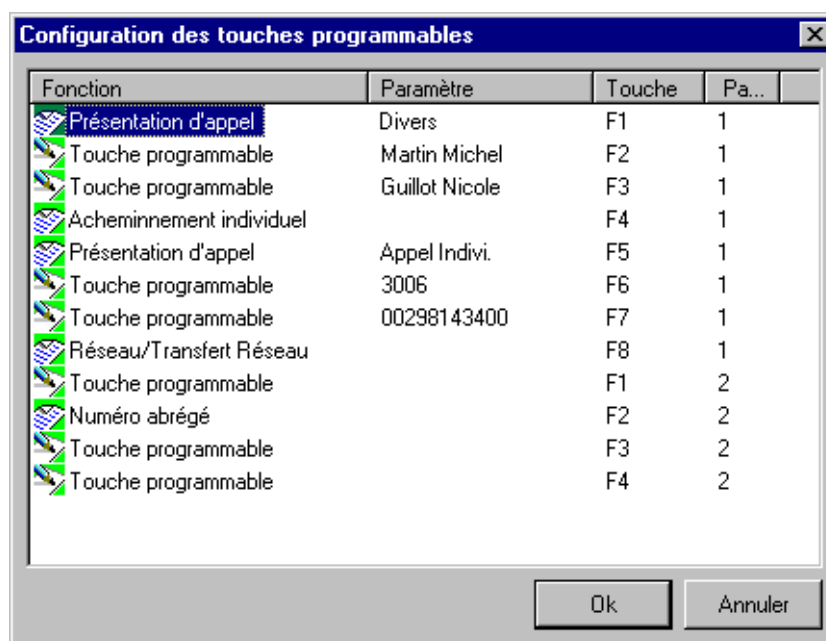 Configuration des touches programmables
Fonction Paramètre Touche Pa...
Présentation d'appel Divers F1 1
Touche programmable Martin Michel F2 1
Touche programmable Guillot Nicole F3 1
Acheminnement individuel F4 1
Présentation d'appel Appel Indivi. F5 1
Touche programmable 3006 F6 1
Touche programmable 00298143400 F7 1
Réseau/Transfert Réseau F8 1
Touche programmable F1 2
Numéro abrégé F2 2
Touche programmable F3 2
Touche programmable F4 2
Ok Annuler